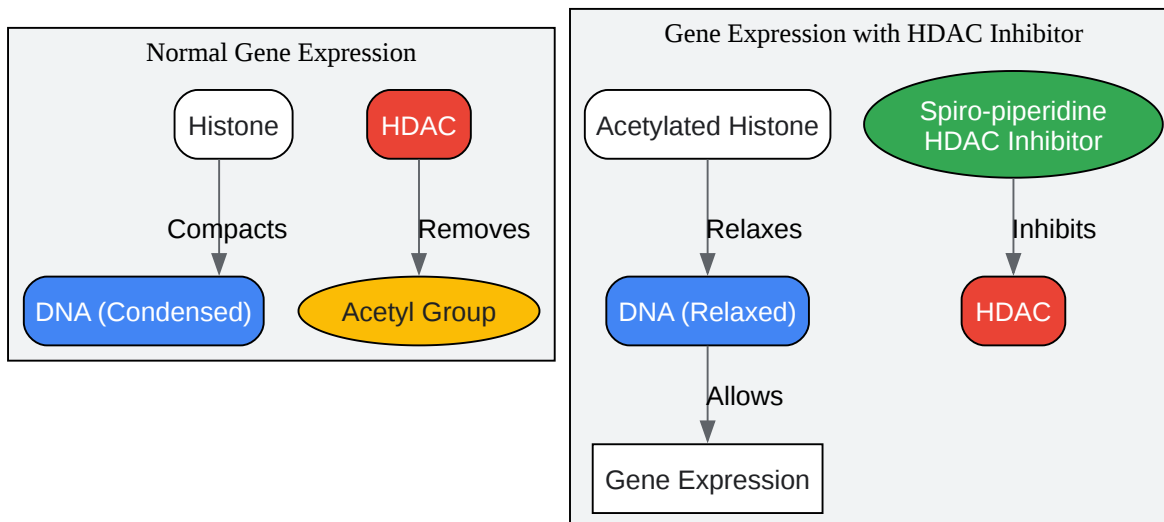 Normal Gene Expression
Histone
HDAC
Compacts
Removes
DNA (Condensed)
Acetyl Group
Gene Expression with HDAC Inhibitor
Acetylated Histone
Spiro-piperidine
HDAC Inhibitor
Relaxes
Inhibits
DNA (Relaxed)
HDAC
Allows
Gene Expression